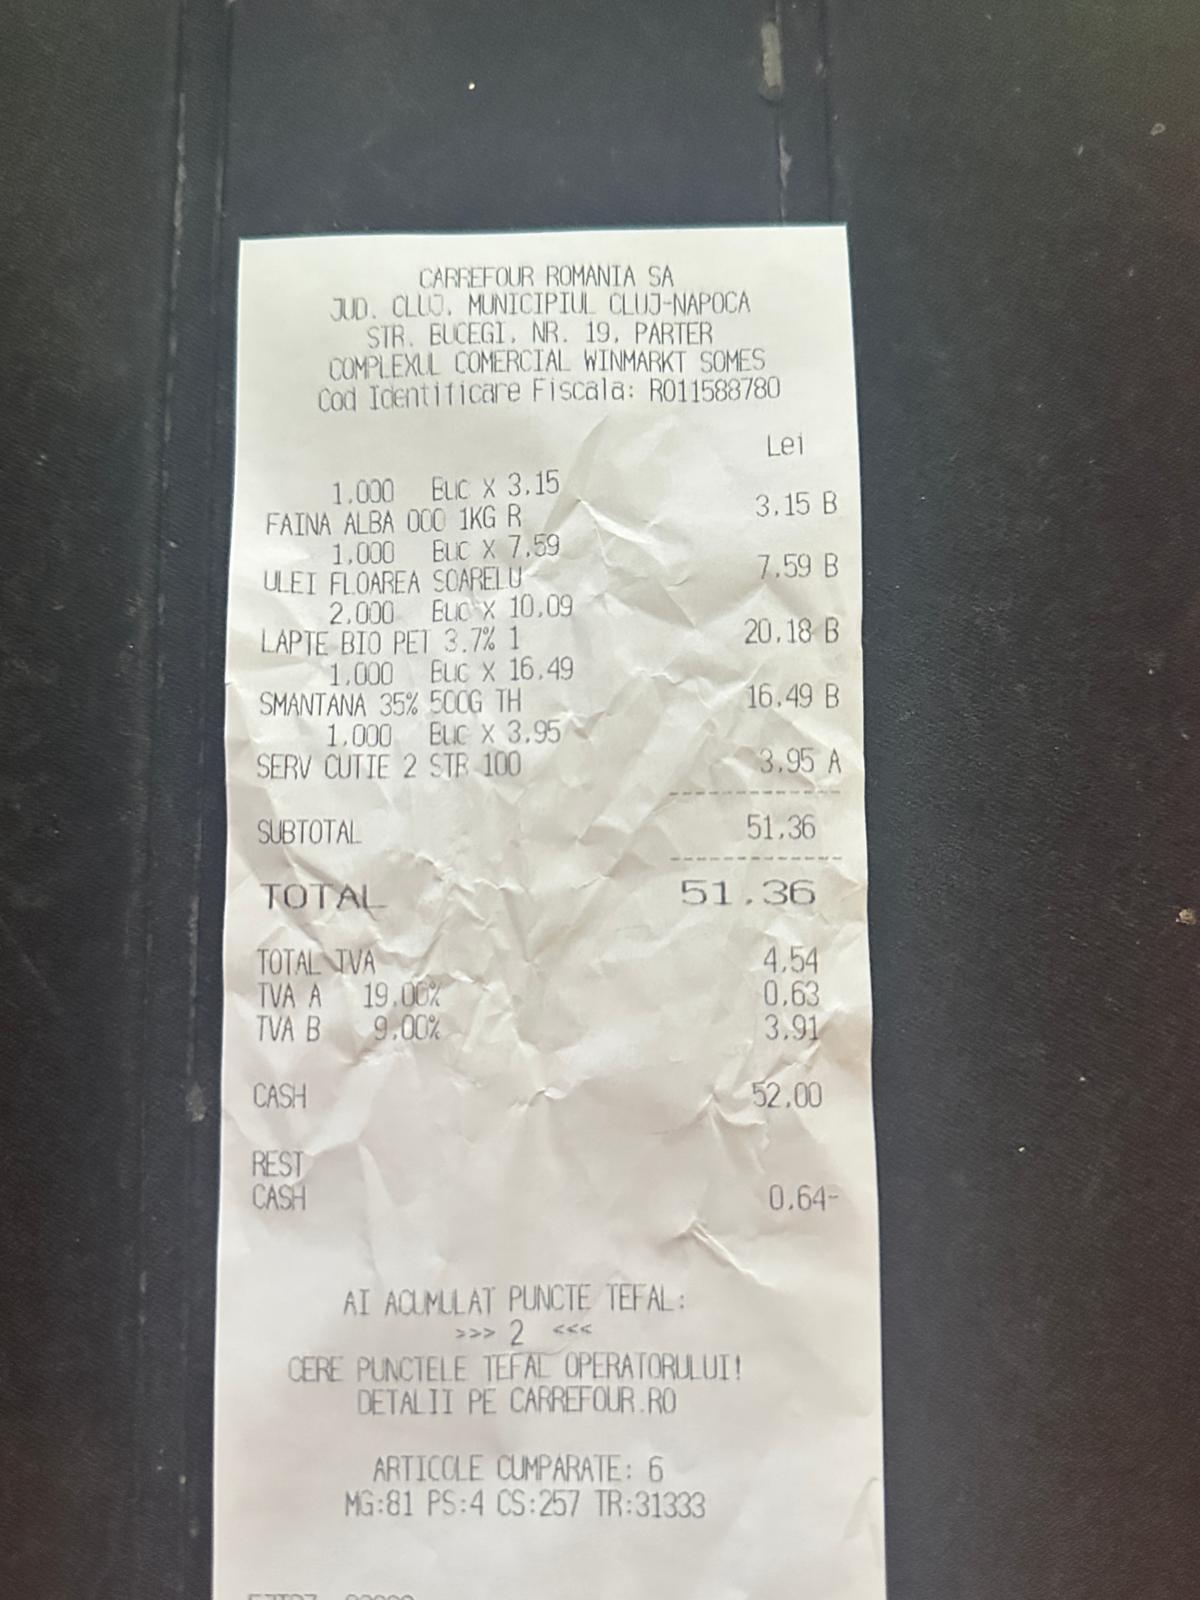 CARREFOUR ROMANIA SA
JUD. CLUJ, MUNICIPIUL CLUJ-NAPOCA
STR. BUCEGI, NR. 19, PARTER
COMPLEXUL COMERCIAL WINMARKT SOMES
Cod Identificare Fiscala: RO11588780
Lei
1,000 Buc X 3,15
FAINA ALBA 000 1KG R 3,15 B
1,000 Buc X 7,59
ULEI FLOAREA SOARELU 7,59 B
2,000 Buc X 10,09
LAPTE BIO PET 3.7% 1 20,18 B
1,000 Buc X 16,49
SMANTANA 35% 500G TH 16,49 B
1,000 Buc X 3,95
SERV CUTIE 2 STR 100 3,95 A
SUBTOTAL 51,36
TOTAL 51,36
TOTAL TVA 4,54
TVA A 19,00% 0,63
TVA B 9,00% 3,91
CASH 52,00
REST
CASH 0,64-
AI ACUMULAT PUNCTE TEFAL:
>>> 2 <<<
CERE PUNCTELE TEFAL OPERATORULUI!
DETALII PE CARREFOUR.RO
ARTICOLE CUMPARATE: 6
MG:81 PS:4 CS:257 TR:31333